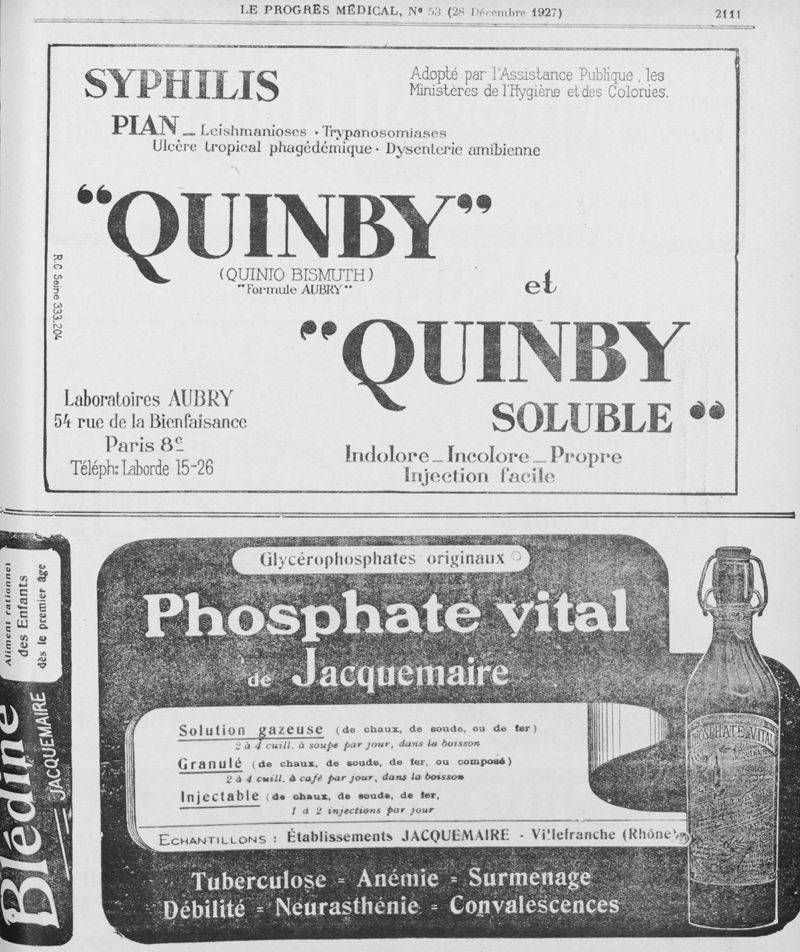 LE PROGRÈS MÉDICAL, Nº 53 (28 Décembre 1927)
2111
SYPHILIS
Adopté par l'Assistance Publique, les
Ministères de l'Hygiène et des Colonies.
PIAN _ Leishmanioses · Trypanosomiases
Ulcère tropical phagédémique · Dysenterie amibienne
“QUINBY”
(QUINIO BISMUTH)
"Formule AUBRY"
et
“QUINBY
SOLUBLE “
R.C Seine 333.204
Laboratoires AUBRY
54 rue de la Bienfaisance
Paris 8e
Téléph: Laborde 15-26
Indolore _ Incolore _ Propre
Injection facile
Aliment rationnel
des Enfants
dès le premier âge
Blédine
JACQUEMAIRE
Glycérophosphates originaux
Phosphate vital
de Jacquemaire
Solution gazeuse (de chaux, de soude, ou de fer)
2 à 4 cuill. à soupe par jour, dans la boisson
Granulé (de chaux, de soude, de fer, ou composé)
2 à 4 cuill. à café par jour, dans la boisson
Injectable (de chaux, de soude, de fer,
1 à 2 injections par jour
ECHANTILLONS : Établissements JACQUEMAIRE - Villefranche (Rhône)
Tuberculose = Anémie = Surmenage
Débilité = Neurasthénie = Convalescences
PHOSPHATE VITAL